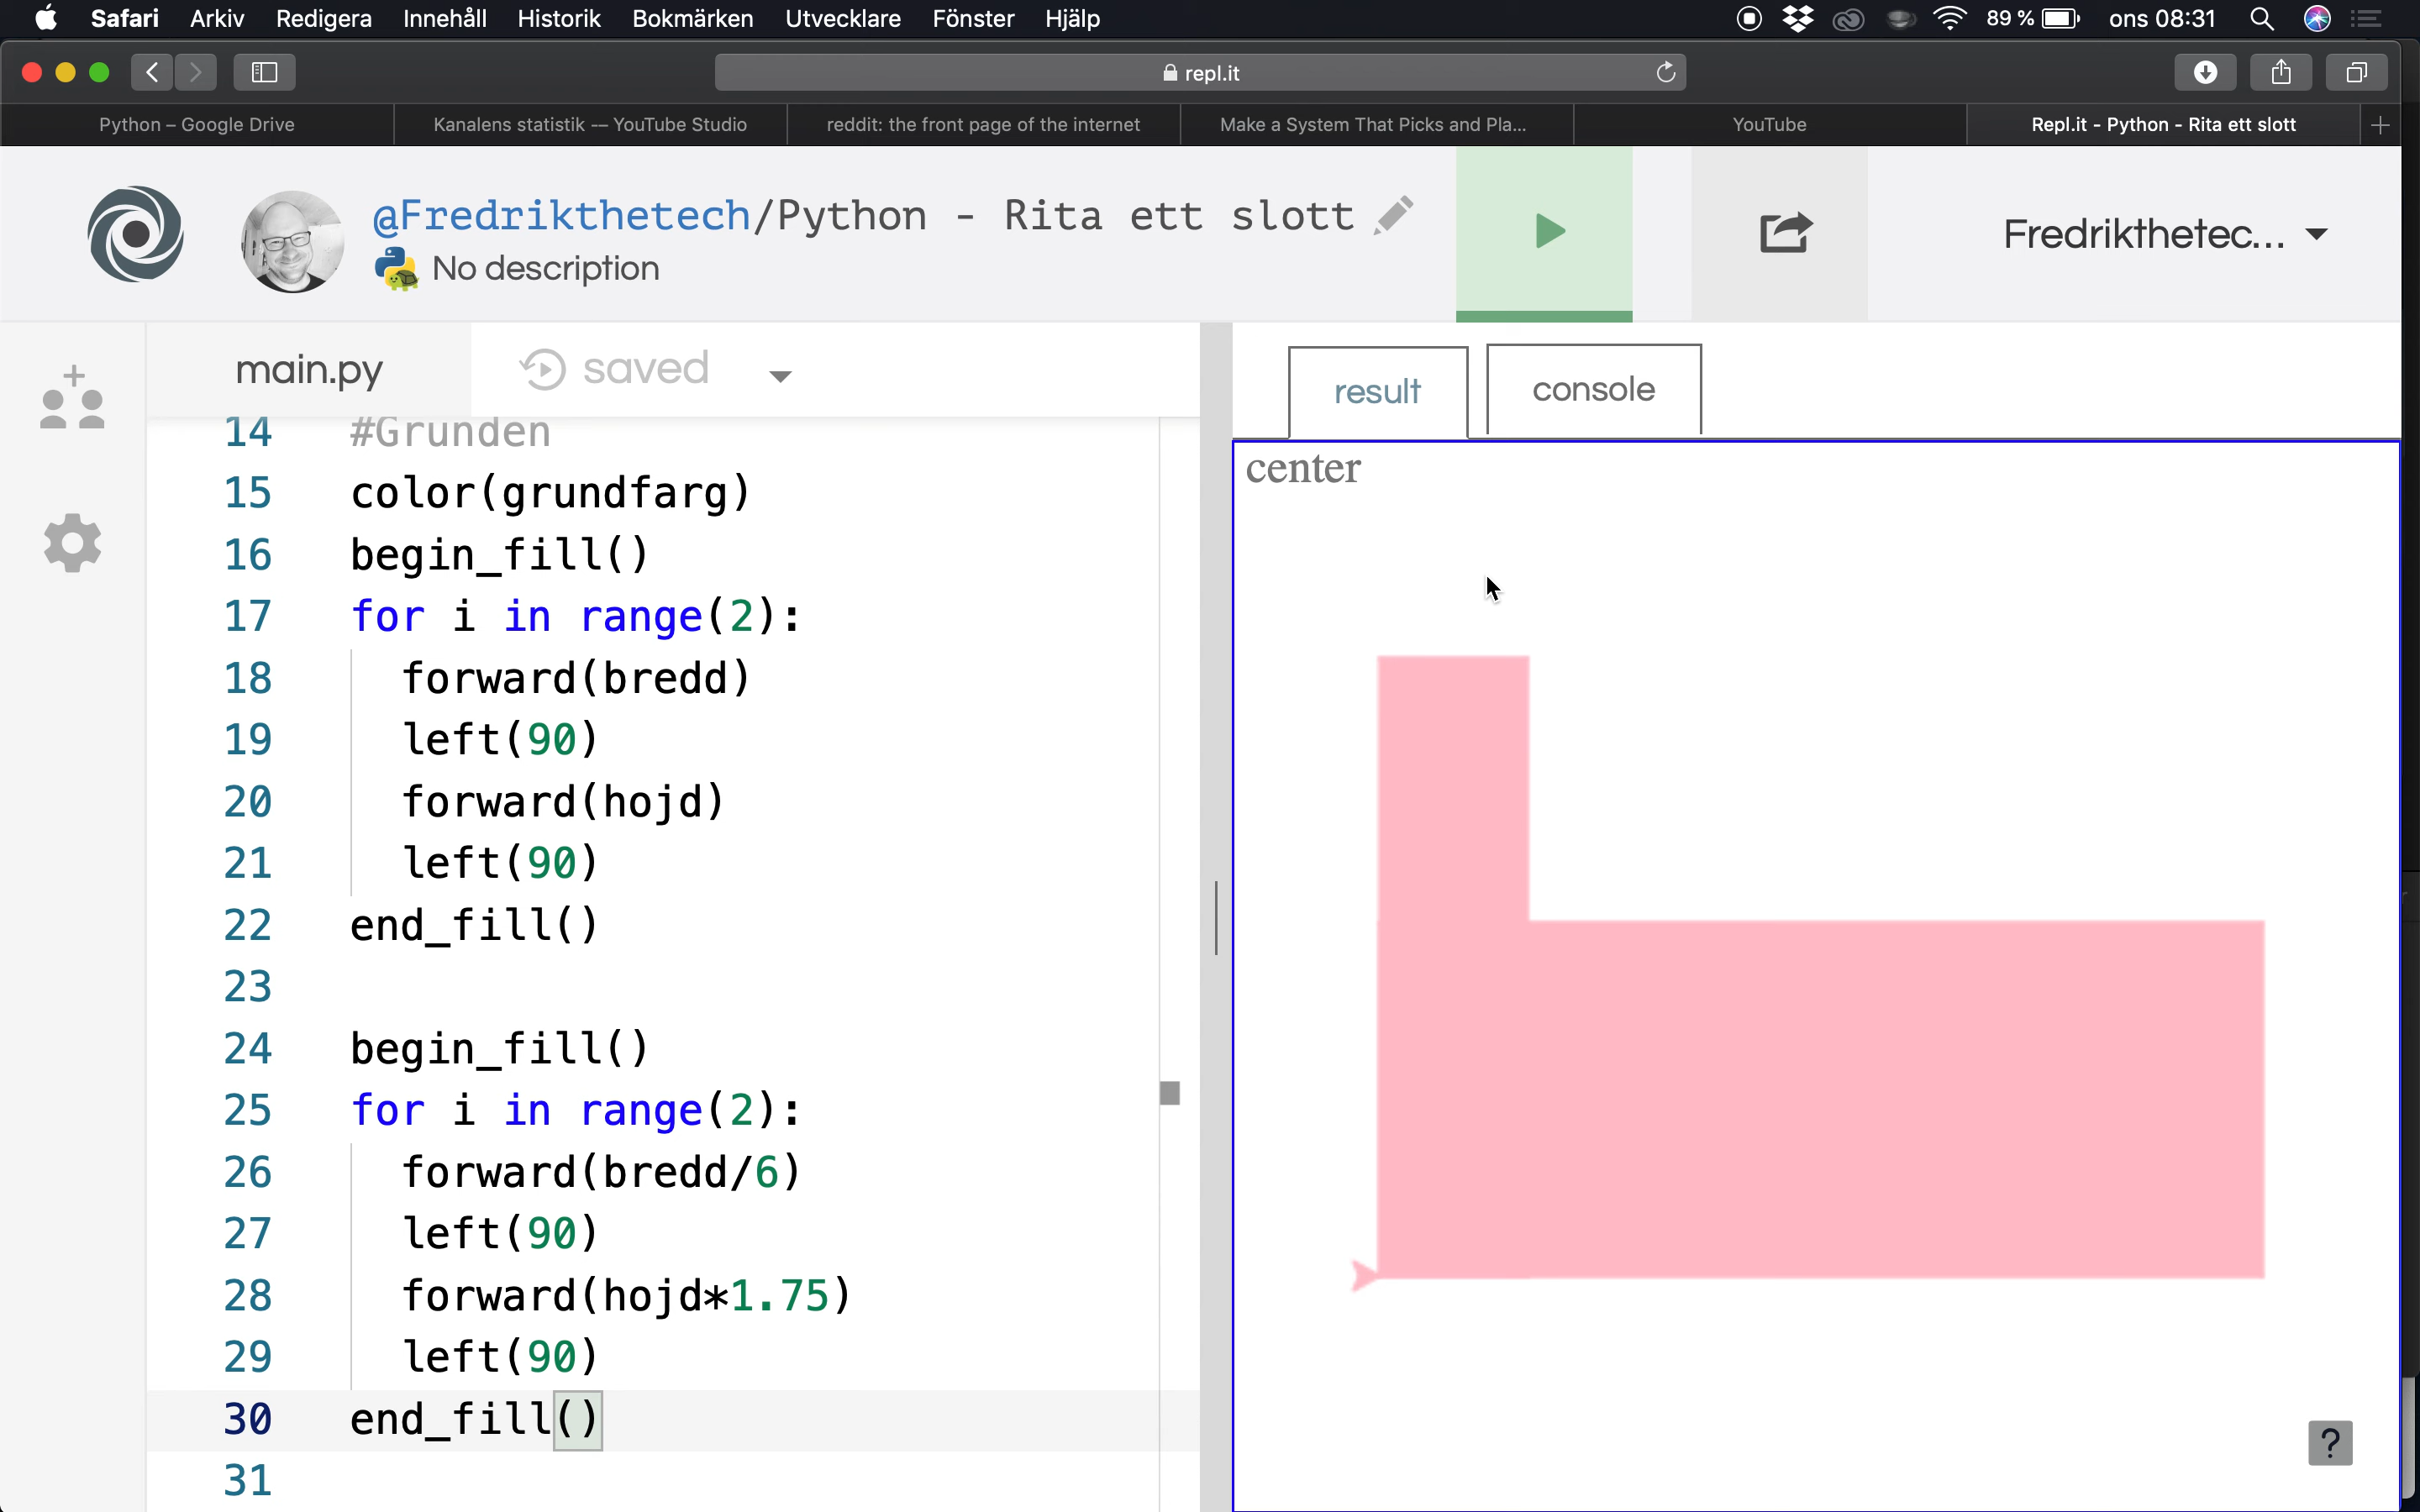 Safari Arkiv Redigera Innehåll Historik Bokmärken Utvecklare Fönster Hjälp 89 % ons 08:31
repl.it
Python – Google Drive Kanalens statistik -– YouTube Studio reddit: the front page of the internet Make a System That Picks and Pla... YouTube Repl.it - Python - Rita ett slott
@Fredrikthetech/Python - Rita ett slott
No description
Fredrikthetec...
main.py saved
result console
center
14 #Grunden
15 color(grundfarg)
16 begin_fill()
17 for i in range(2):
18 forward(bredd)
19 left(90)
20 forward(hojd)
21 left(90)
22 end_fill()
23
24 begin_fill()
25 for i in range(2):
26 forward(bredd/6)
27 left(90)
28 forward(hojd*1.75)
29 left(90)
30 end_fill()
31
?